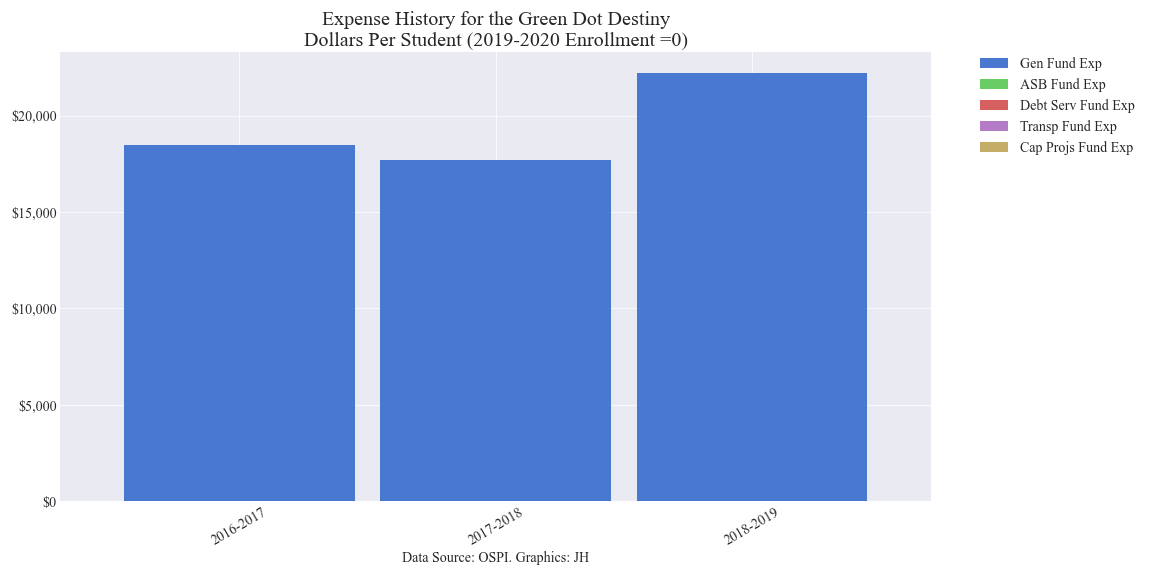 Expense History for the Green Dot Destiny
Dollars Per Student (2019-2020 Enrollment =0)
Gen Fund Exp
ASB Fund Exp
Debt Serv Fund Exp
Transp Fund Exp
Cap Projs Fund Exp
$20,000
$15,000
$10,000
$5,000
$0
2016-2017
2017-2018
2018-2019
Data Source: OSPI. Graphics: JH